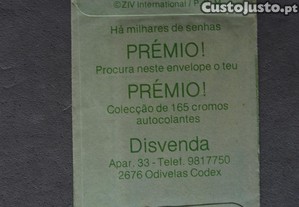 CustoJusto.pt
©ZIV International / P
Há milhares de senhas
PRÉMIO!
Procura neste envelope o teu
PRÉMIO!
Colecção de 165 cromos
autocolantes
Disvenda
Apar. 33 - Telef. 9817750
2676 Odivelas Codex